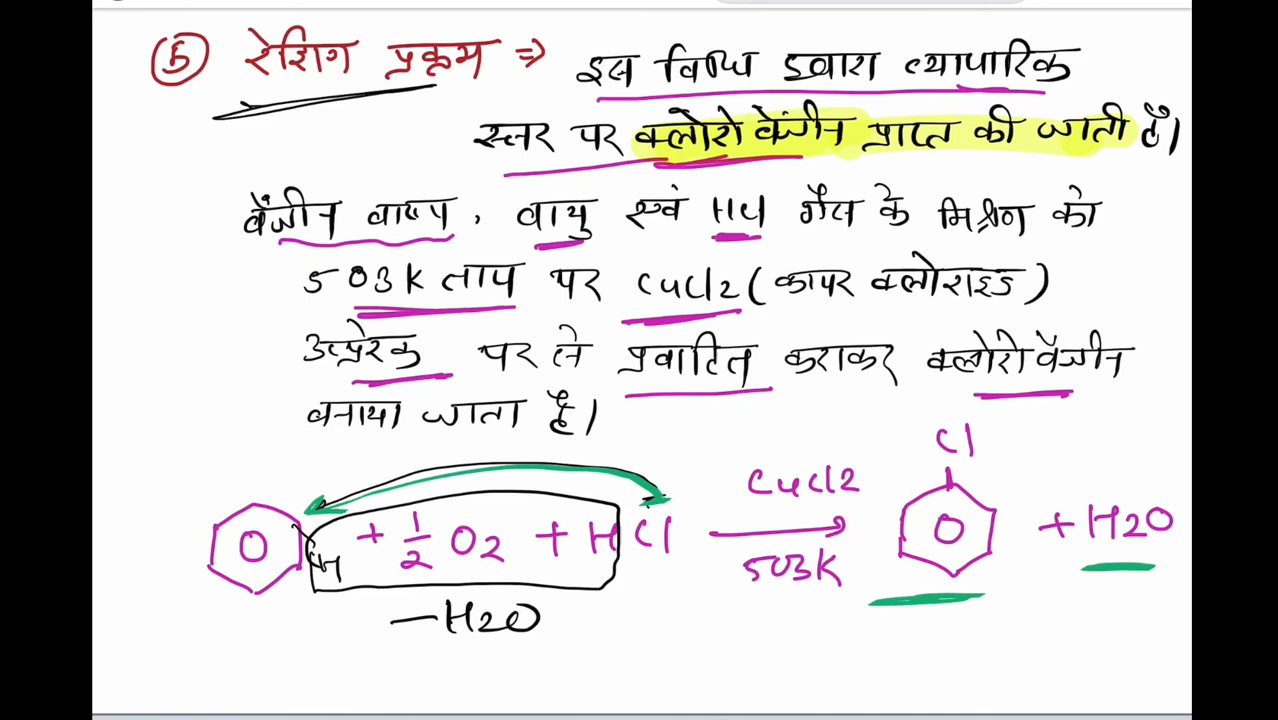 5 रेशिंग प्रक्रम ⇒ इस विधि द्वारा व्यापारिक
स्तर पर क्लोरो बेंजीन प्राप्त की जाती है।
बेंजीन वाष्प, वायु एवं HCl गैस के मिश्रण को
503K ताप पर CuCl2 (कापर क्लोराइड)
उत्प्रेरक पर से प्रवाहित कराकर क्लोरो बेंजीन
बनाया जाता है।
H + 1/2 O2 + HCl CuCl2 503K → Cl + H2O
—H2O